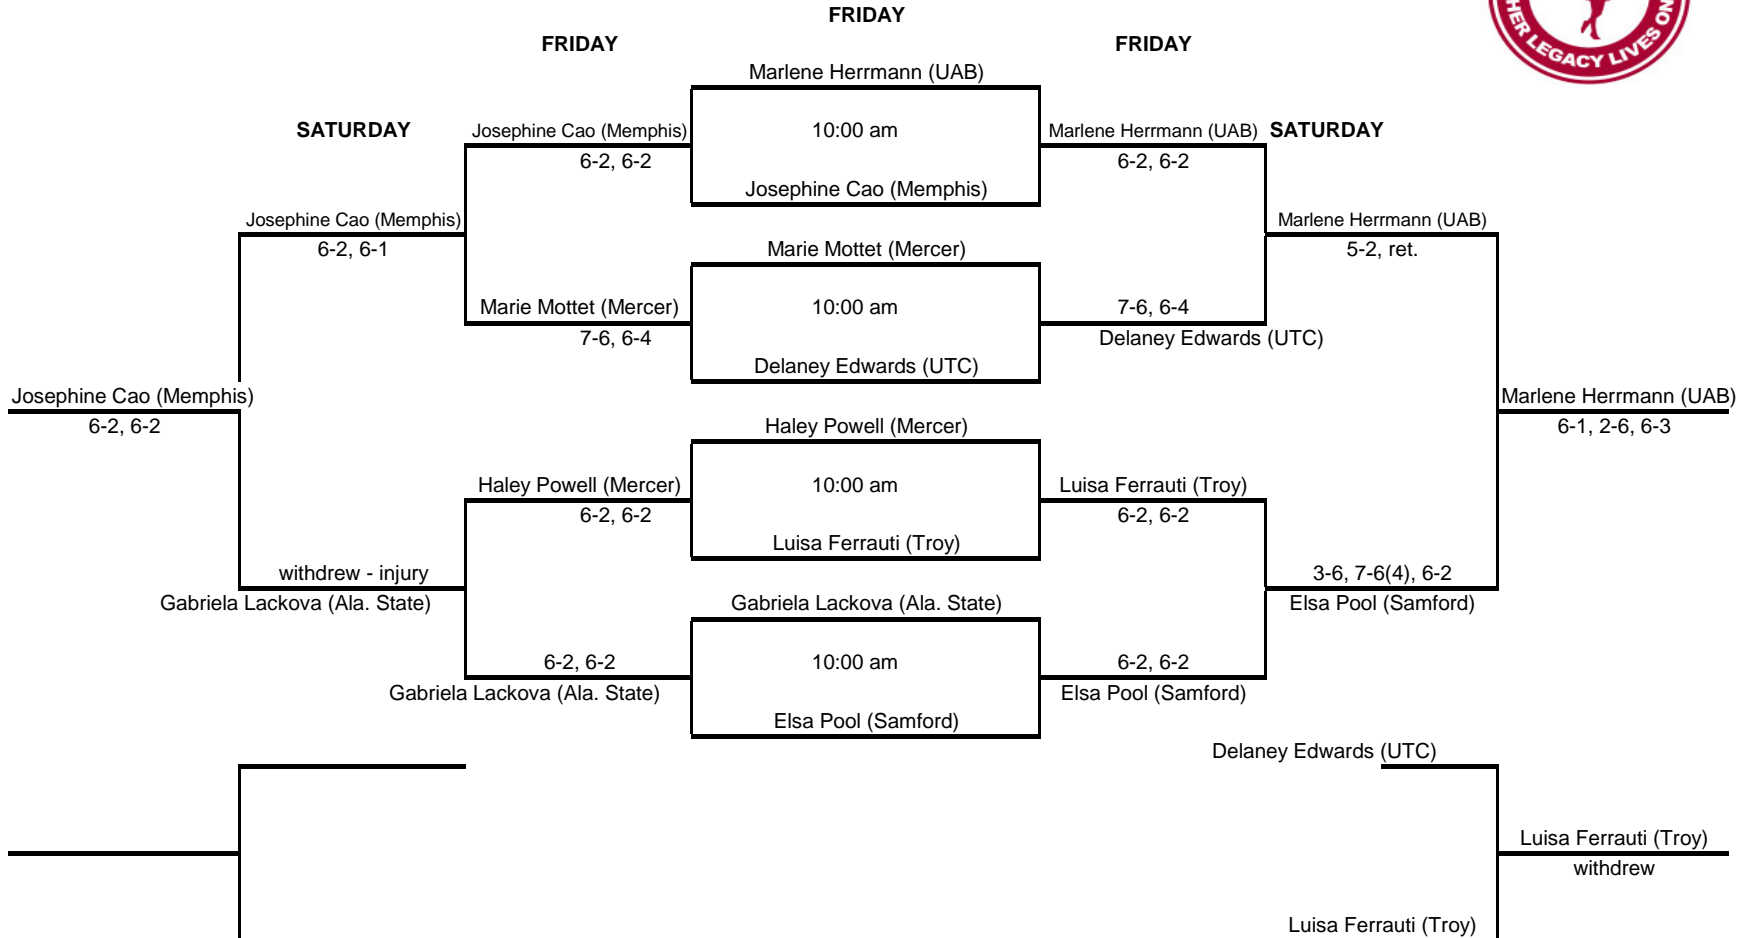 FRIDAY
FRIDAY
FRIDAY
HER LEGACY LIVES ON
Marlene Herrmann (UAB)
SATURDAY
Josephine Cao (Memphis)
10:00 am
Marlene Herrmann (UAB)
SATURDAY
6-2, 6-2
6-2, 6-2
Josephine Cao (Memphis)
Josephine Cao (Memphis)
Marlene Herrmann (UAB)
6-2, 6-1
Marie Mottet (Mercer)
5-2, ret.
Marie Mottet (Mercer)
10:00 am
7-6, 6-4
7-6, 6-4
Delaney Edwards (UTC)
Delaney Edwards (UTC)
Josephine Cao (Memphis)
Marlene Herrmann (UAB)
6-2, 6-2
Haley Powell (Mercer)
6-1, 2-6, 6-3
Haley Powell (Mercer)
10:00 am
Luisa Ferrauti (Troy)
6-2, 6-2
6-2, 6-2
Luisa Ferrauti (Troy)
withdrew - injury
3-6, 7-6(4), 6-2
Gabriela Lackova (Ala. State)
Gabriela Lackova (Ala. State)
Elsa Pool (Samford)
6-2, 6-2
10:00 am
6-2, 6-2
Gabriela Lackova (Ala. State)
Elsa Pool (Samford)
Elsa Pool (Samford)
Delaney Edwards (UTC)
Luisa Ferrauti (Troy)
withdrew
Luisa Ferrauti (Troy)